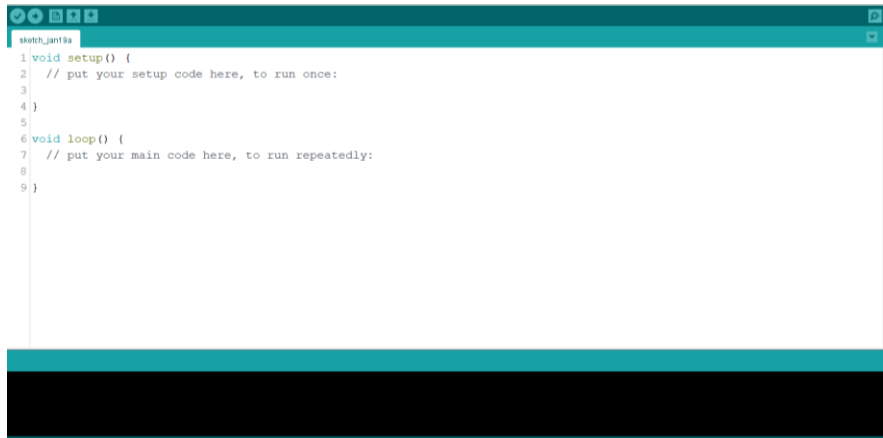 sketch_jan19a
1 void setup() {
2 // put your setup code here, to run once:
3
4 }
5
6 void loop() {
7 // put your main code here, to run repeatedly:
8
9 }